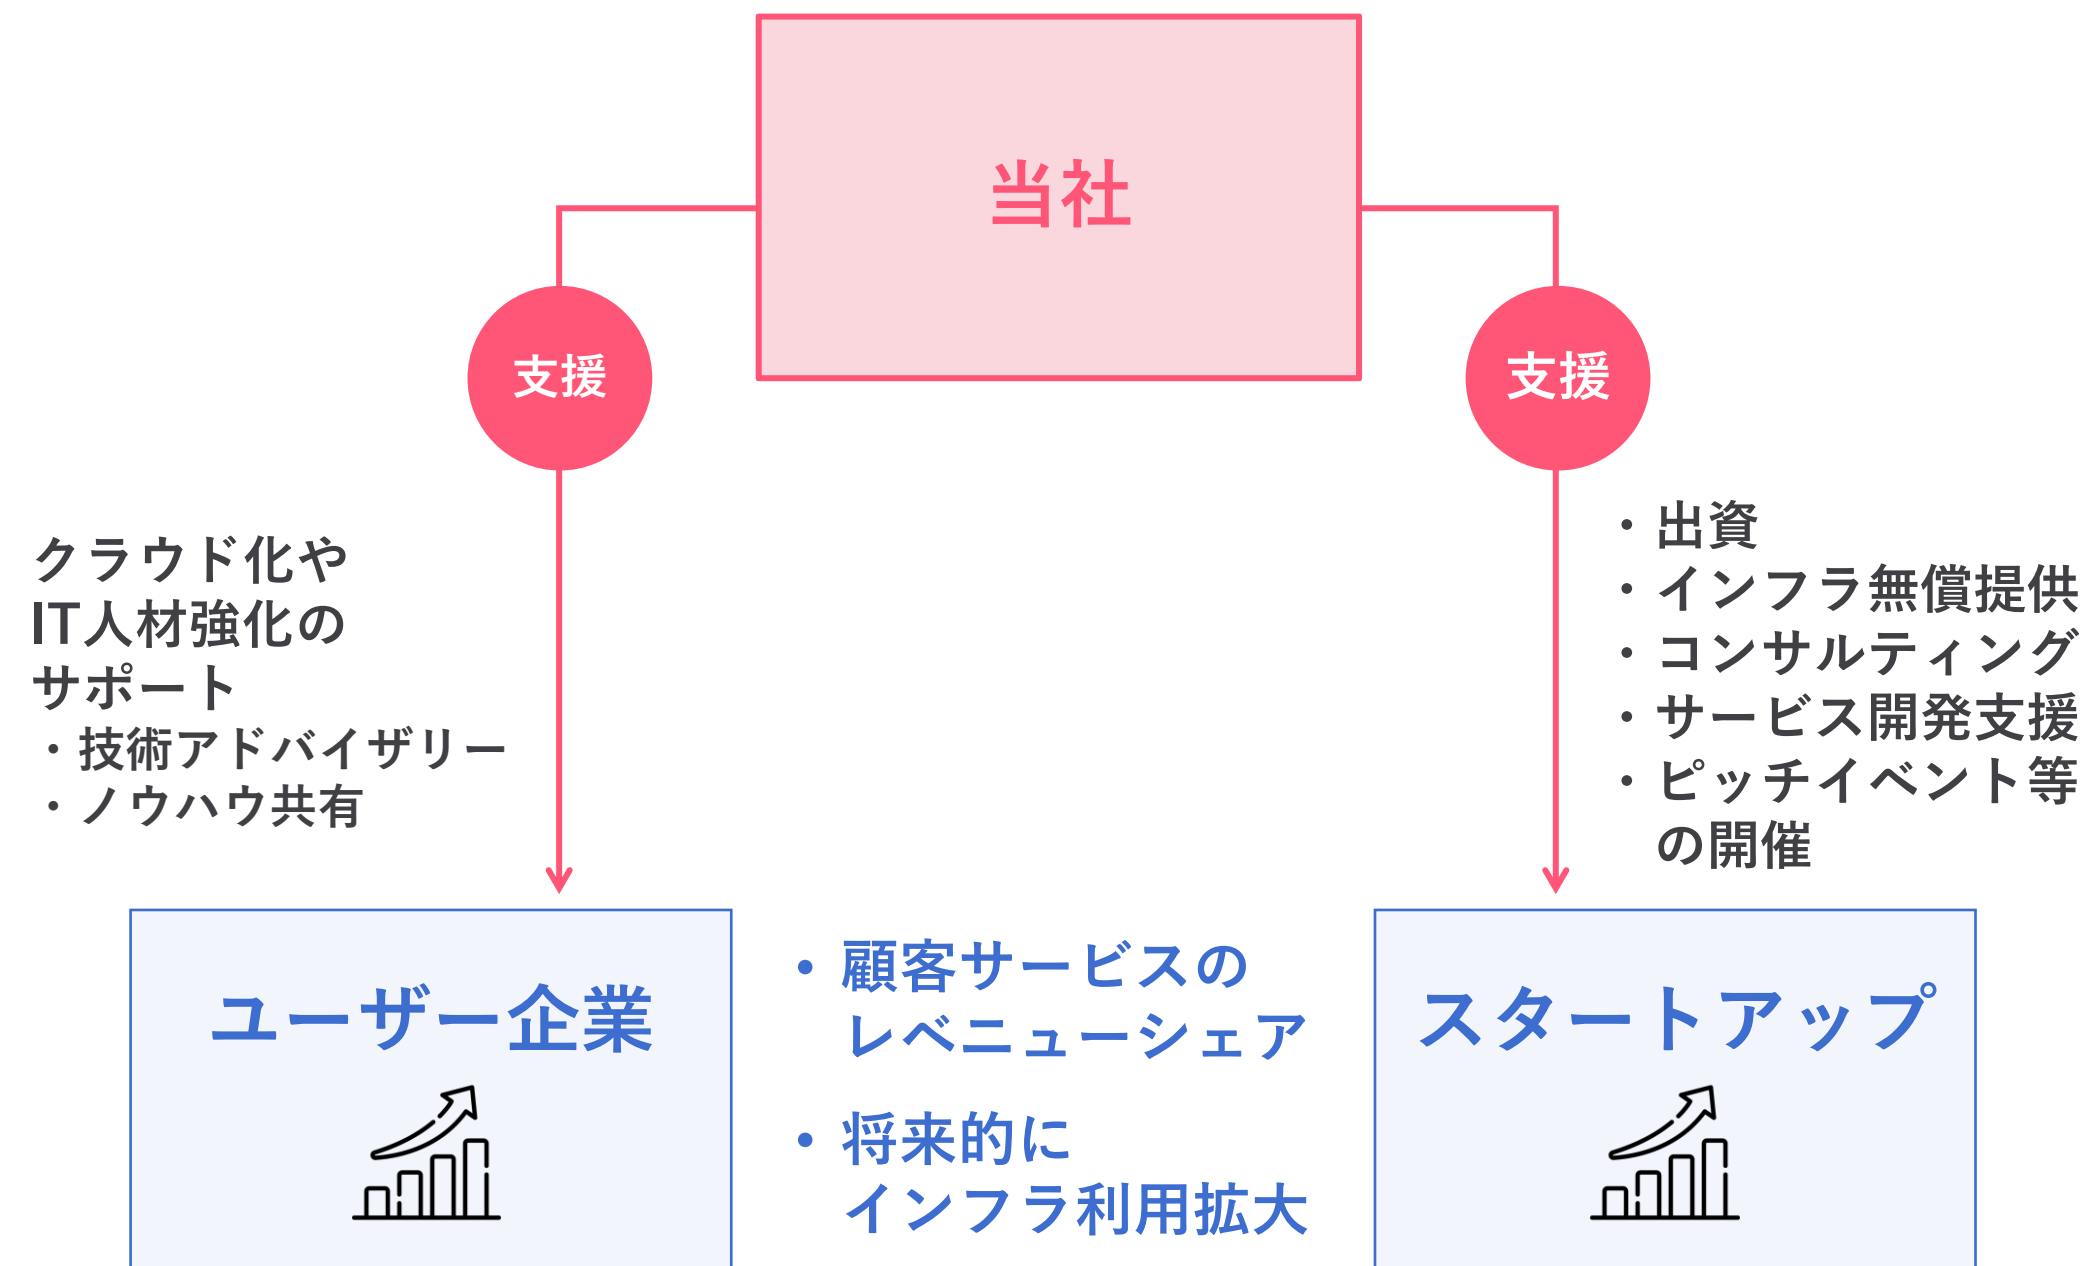 当社
支援
支援
クラウド化や
IT人材強化の
サポート
・技術アドバイザリー
・ノウハウ共有
・出資
・インフラ無償提供
・コンサルティング
・サービス開発支援
・ピッチイベント等
の開催
ユーザー企業
・顧客サービスの
レベニューシェア
・将来的に
インフラ利用拡大
スタートアップ